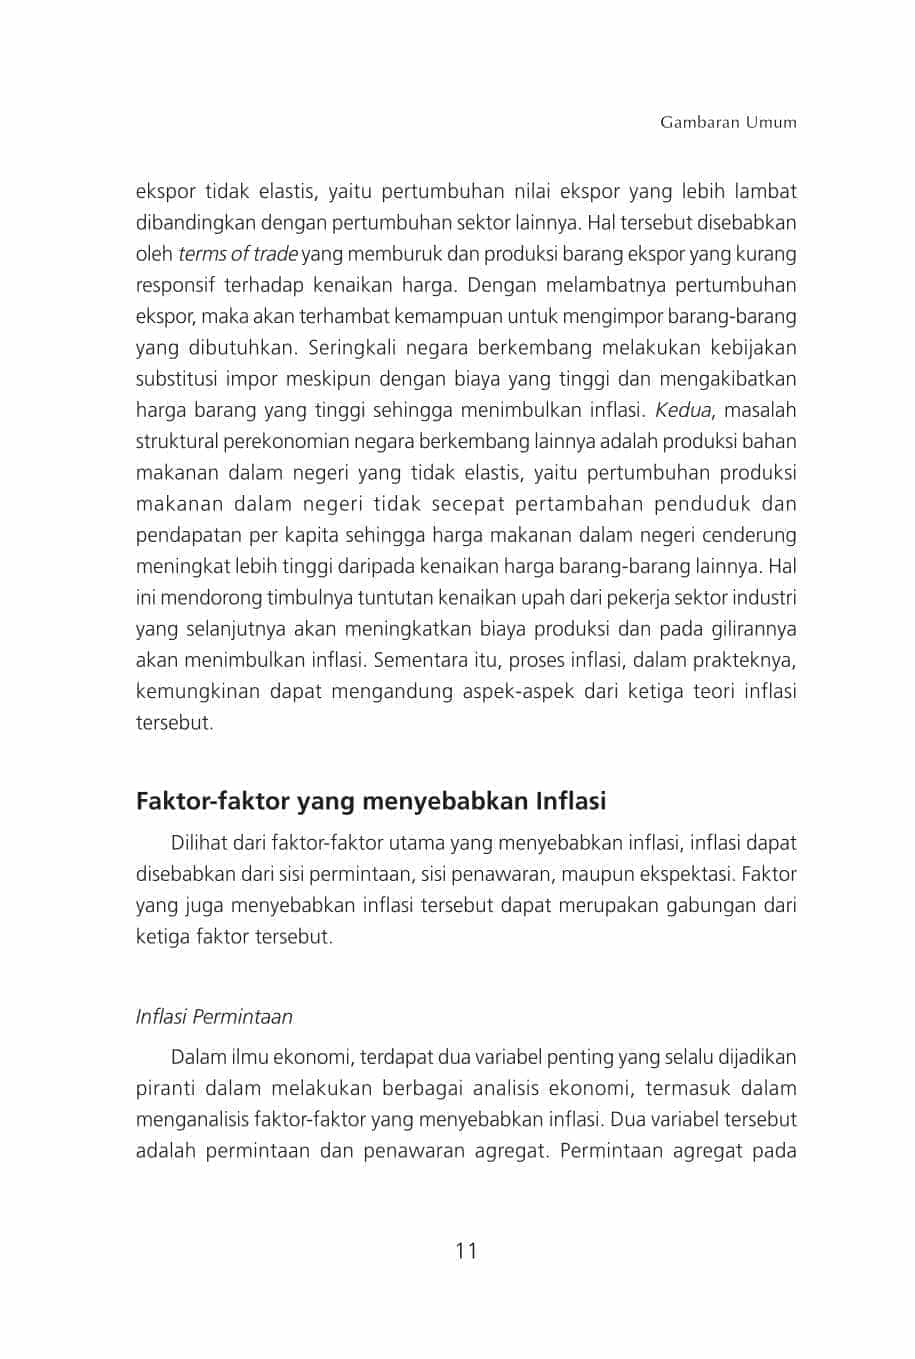 Gambaran Umum
ekspor tidak elastis, yaitu pertumbuhan nilai ekspor yang lebih lambat
dibandingkan dengan pertumbuhan sektor lainnya. Hal tersebut disebabkan
oleh terms of trade yang memburuk dan produksi barang ekspor yang kurang
responsif terhadap kenaikan harga. Dengan melambatnya pertumbuhan
ekspor, maka akan terhambat kemampuan untuk mengimpor barang-barang
yang dibutuhkan. Seringkali negara berkembang melakukan kebijakan
substitusi impor meskipun dengan biaya yang tinggi dan mengakibatkan
harga barang yang tinggi sehingga menimbulkan inflasi. Kedua, masalah
struktural perekonomian negara berkembang lainnya adalah produksi bahan
makanan dalam negeri yang tidak elastis, yaitu pertumbuhan produksi
makanan dalam negeri tidak secepat pertambahan penduduk dan
pendapatan per kapita sehingga harga makanan dalam negeri cenderung
meningkat lebih tinggi daripada kenaikan harga barang-barang lainnya. Hal
ini mendorong timbulnya tuntutan kenaikan upah dari pekerja sektor industri
yang selanjutnya akan meningkatkan biaya produksi dan pada gilirannya
akan menimbulkan inflasi. Sementara itu, proses inflasi, dalam prakteknya,
kemungkinan dapat mengandung aspek-aspek dari ketiga teori inflasi
tersebut.
Faktor-faktor yang menyebabkan Inflasi
Dilihat dari faktor-faktor utama yang menyebabkan inflasi, inflasi dapat
disebabkan dari sisi permintaan, sisi penawaran, maupun ekspektasi. Faktor
yang juga menyebabkan inflasi tersebut dapat merupakan gabungan dari
ketiga faktor tersebut.
Inflasi Permintaan
Dalam ilmu ekonomi, terdapat dua variabel penting yang selalu dijadikan
piranti dalam melakukan berbagai analisis ekonomi, termasuk dalam
menganalisis faktor-faktor yang menyebabkan inflasi. Dua variabel tersebut
adalah permintaan dan penawaran agregat. Permintaan agregat pada
11